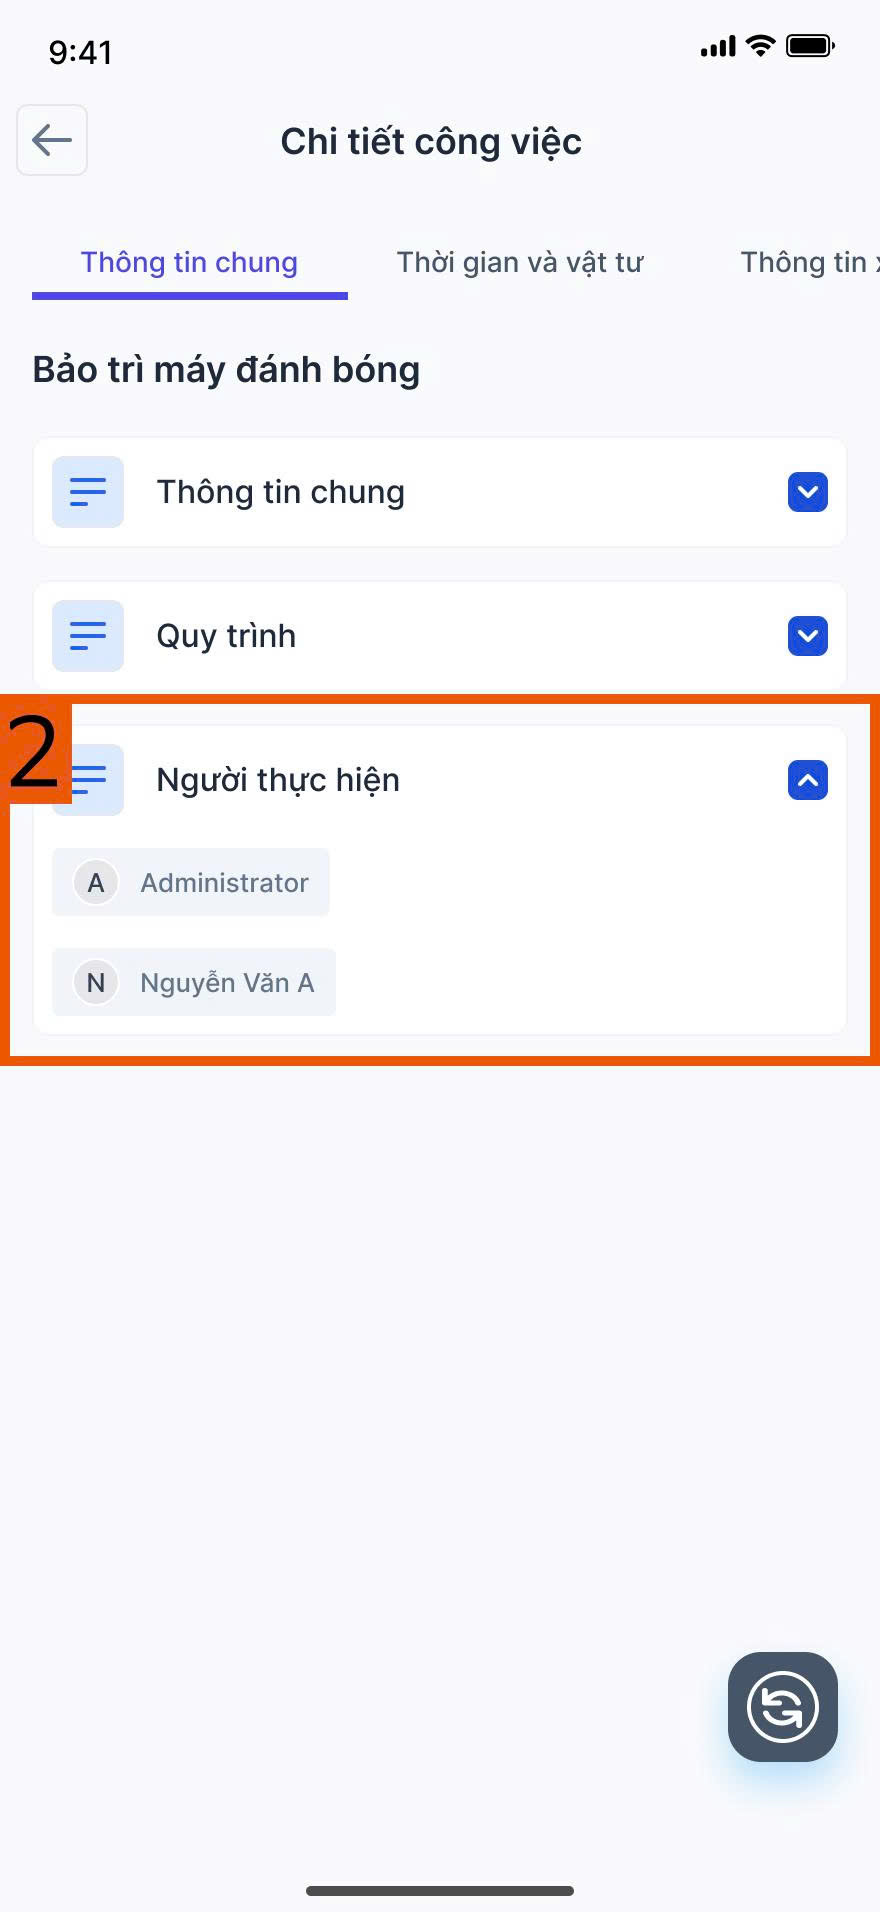 9:41
Chi tiết công việc
Thông tin chung
Thời gian và vật tư
Thông tin
Bảo trì máy đánh bóng
Thông tin chung
Quy trình
2
Người thực hiện
A Administrator
N Nguyễn Văn A